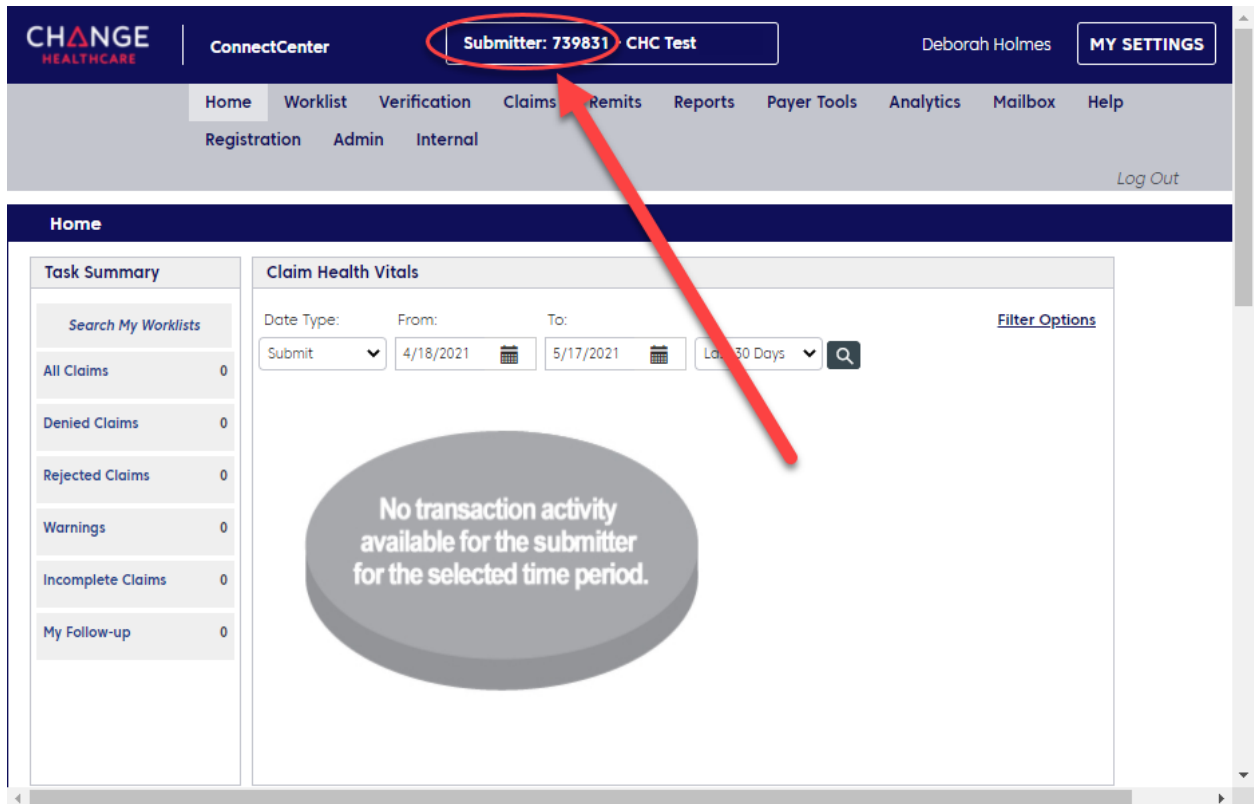 CHANGE
HEALTHCARE
ConnectCenter
Submitter: 739831 - CHC Test
Deborah Holmes
MY SETTINGS
Home Worklist Verification Claims Remits Reports Payer Tools Analytics Mailbox Help
Registration Admin Internal
Log Out
Home
Task Summary
Claim Health Vitals
Search My Worklists
Date Type: From: To: Filter Options
Submit 4/18/2021 5/17/2021 30 Days
All Claims 0
Denied Claims 0
Rejected Claims 0
Warnings 0
Incomplete Claims 0
My Follow-up 0
No transaction activity
available for the submitter
for the selected time period.